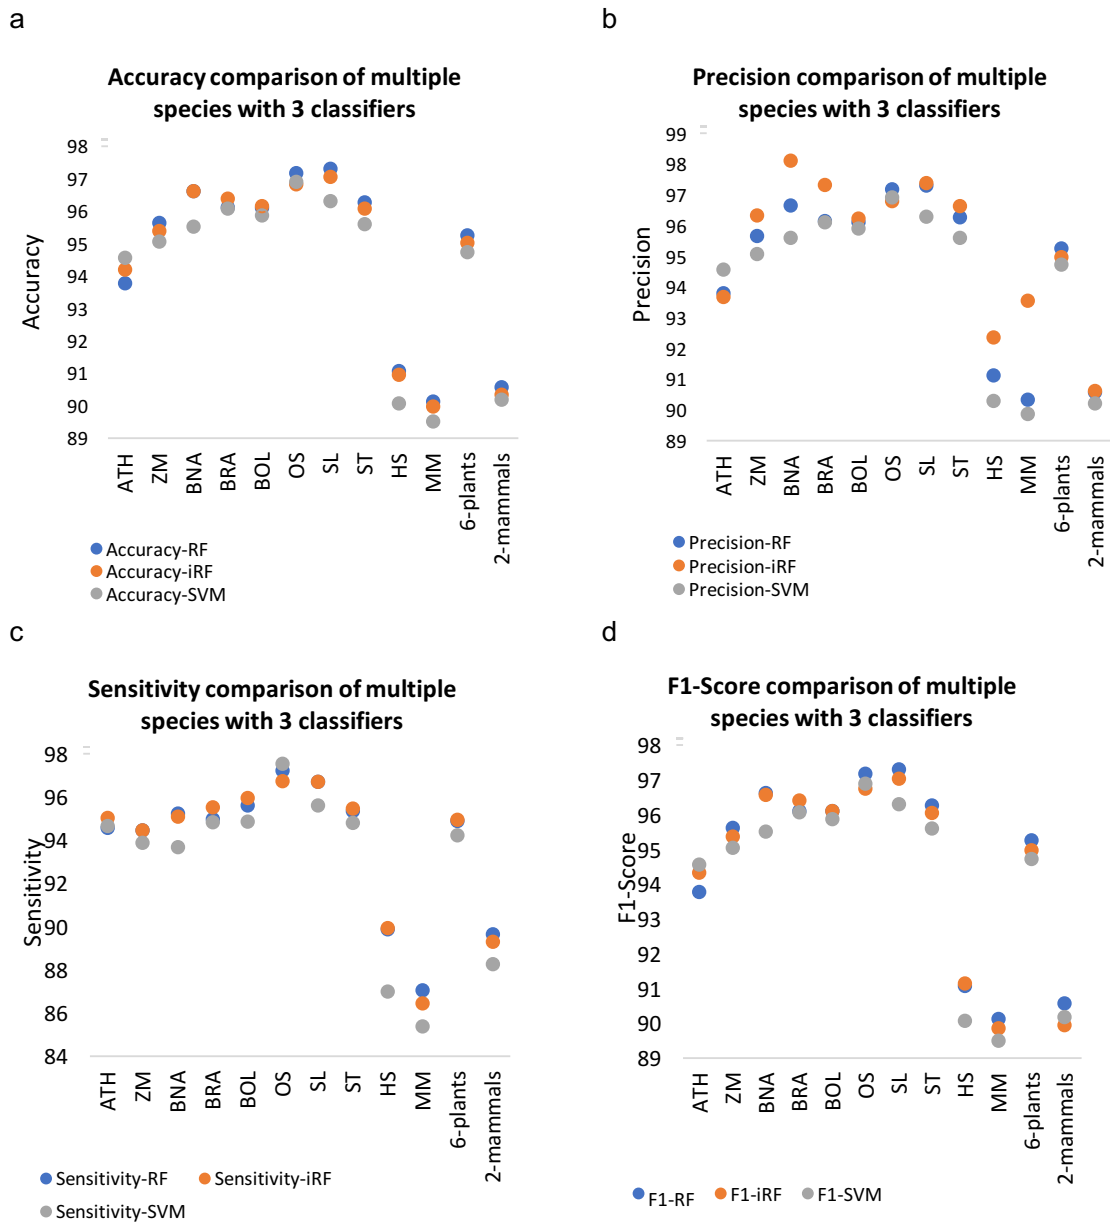 a
Accuracy comparison of multiple
species with 3 classifiers
98
97
96
95
94
93
92
91
90
89
Accuracy
ATH
ZM
BNA
BRA
BOL
OS
SL
ST
HS
MM
6-plants
2-mammals
Accuracy-RF
Accuracy-iRF
Accuracy-SVM
b
Precision comparison of multiple
species with 3 classifiers
99
98
97
96
95
94
93
92
91
90
89
Precision
ATH
ZM
BNA
BRA
BOL
OS
SL
ST
HS
MM
6-plants
2-mammals
Precision-RF
Precision-iRF
Precision-SVM
c
Sensitivity comparison of multiple
species with 3 classifiers
98
96
94
92
90
88
86
84
Sensitivity
ATH
ZM
BNA
BRA
BOL
OS
SL
ST
HS
MM
6-plants
2-mammals
Sensitivity-RF Sensitivity-iRF
Sensitivity-SVM
d
F1-Score comparison of multiple
species with 3 classifiers
98
97
96
95
94
93
92
91
90
89
F1-Score
ATH
ZM
BNA
BRA
BOL
OS
SL
ST
HS
MM
6-plants
2-mammals
F1-RF F1-iRF F1-SVM